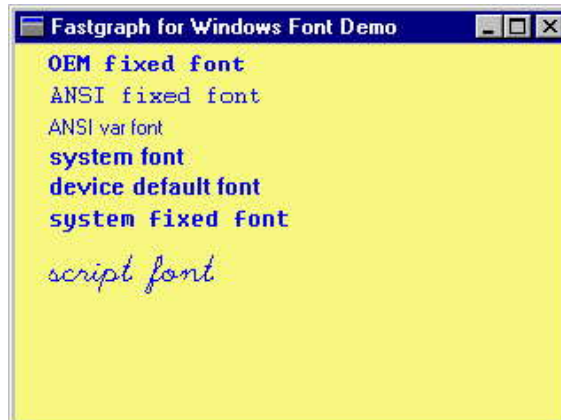 Fastgraph for Windows Font Demo
OEM fixed font
ANSI fixed font
ANSI var font
system font
device default font
system fixed font
script font